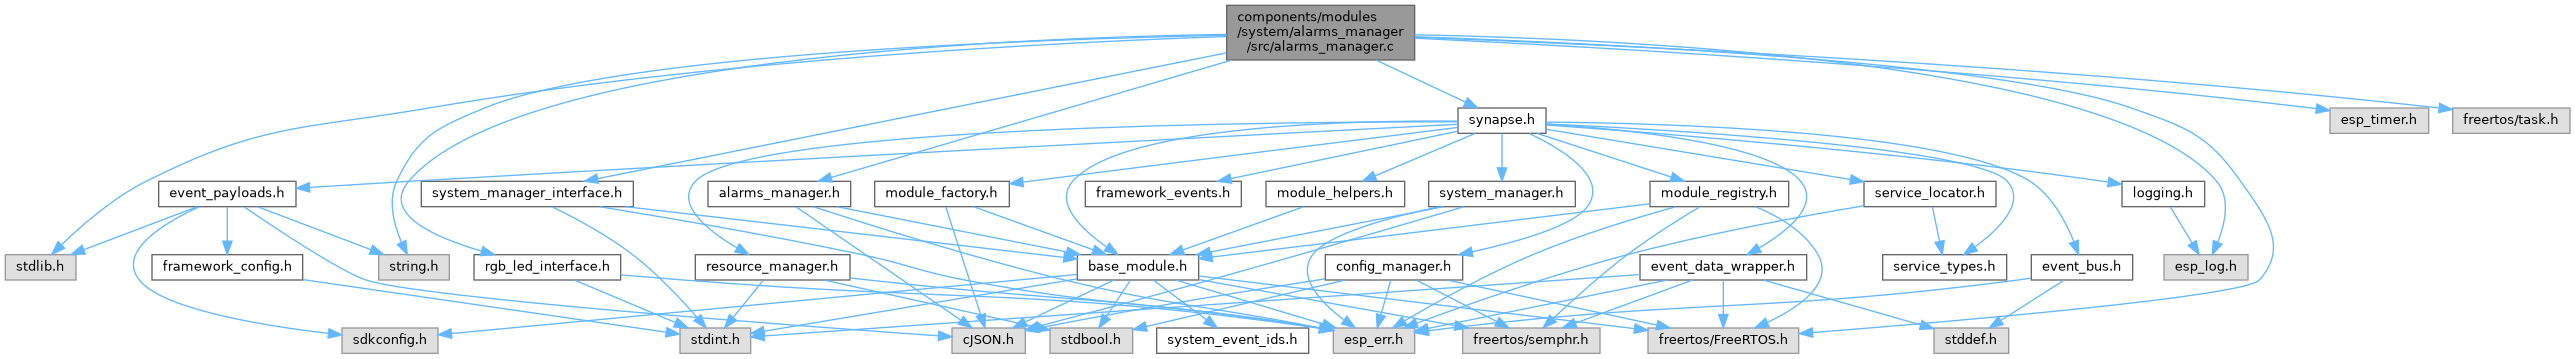 components/modules
/system/alarms_manager
/src/alarms_manager.c
synapse.h
esp_timer.h
freertos/task.h
event_payloads.h
system_manager_interface.h
alarms_manager.h
module_factory.h
framework_events.h
module_helpers.h
system_manager.h
module_registry.h
service_locator.h
logging.h
stdlib.h
framework_config.h
string.h
rgb_led_interface.h
resource_manager.h
base_module.h
config_manager.h
event_data_wrapper.h
service_types.h
event_bus.h
esp_log.h
sdkconfig.h
stdint.h
cJSON.h
stdbool.h
system_event_ids.h
esp_err.h
freertos/semphr.h
freertos/FreeRTOS.h
stddef.h